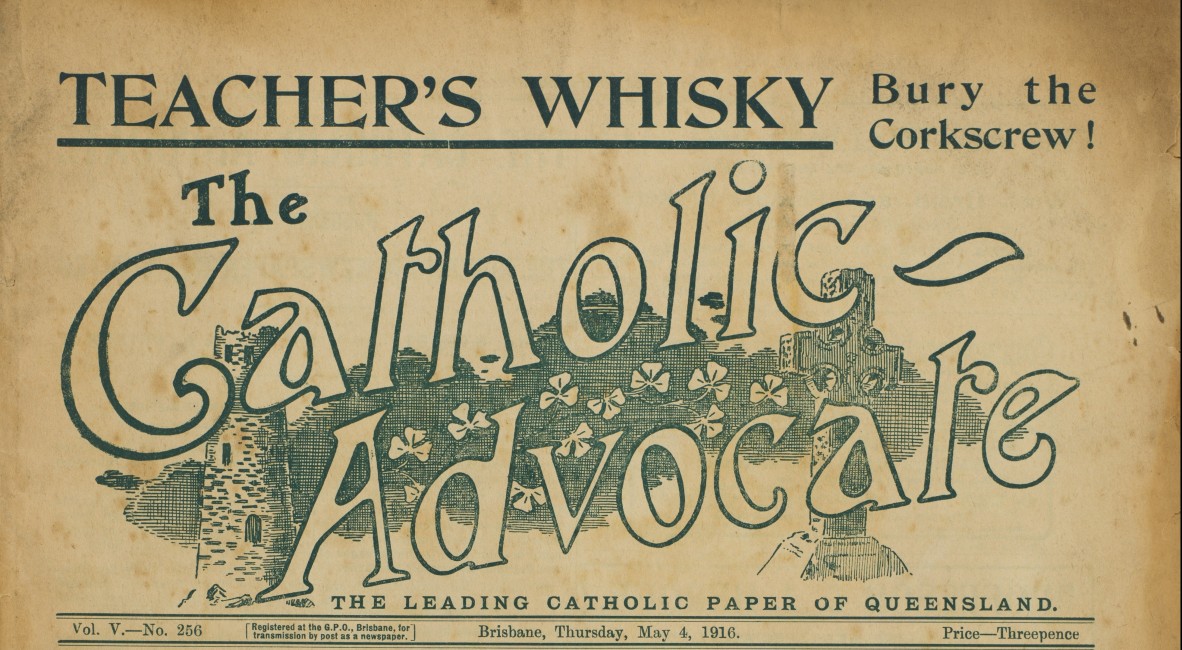 TEACHER'S WHISKY
Bury the
Corkscrew!
The
Catholic
Advocate
THE LEADING CATHOLIC PAPER OF QUEENSLAND.
Vol. V.—No. 256
[Registered at the G.P.O., Brisbane, for
transmission by post as a newspaper.]
Brisbane, Thursday, May 4, 1916.
Price—Threepence